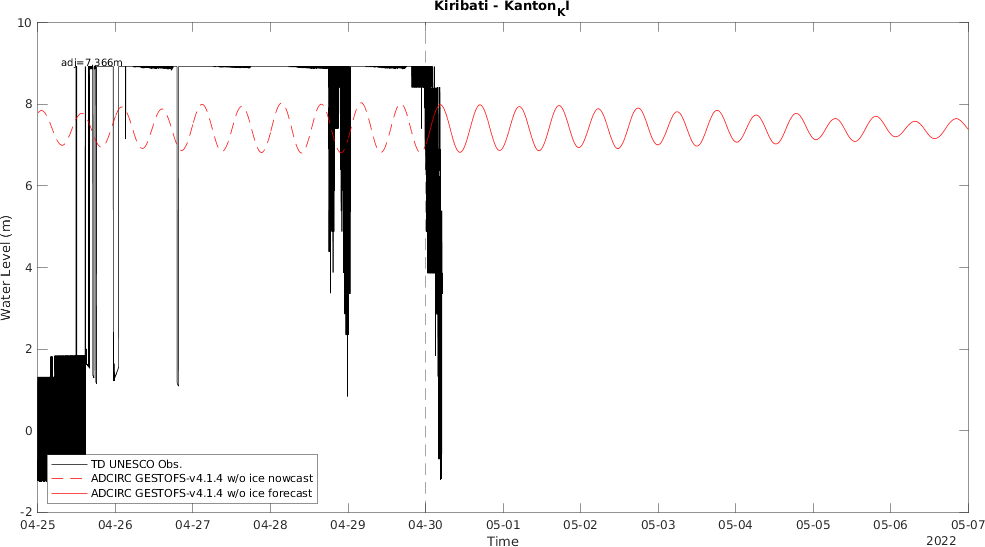 Kiribati - Kanton_KI
adj=7.366m
Water Level (m)
10
8
6
4
2
0
-2
TD UNESCO Obs.
ADCIRC GESTOFS-v4.1.4 w/o ice nowcast
ADCIRC GESTOFS-v4.1.4 w/o ice forecast
04-25 04-26 04-27 04-28 04-29 04-30 05-01 05-02 05-03 05-04 05-05 05-06 05-07
Time
2022